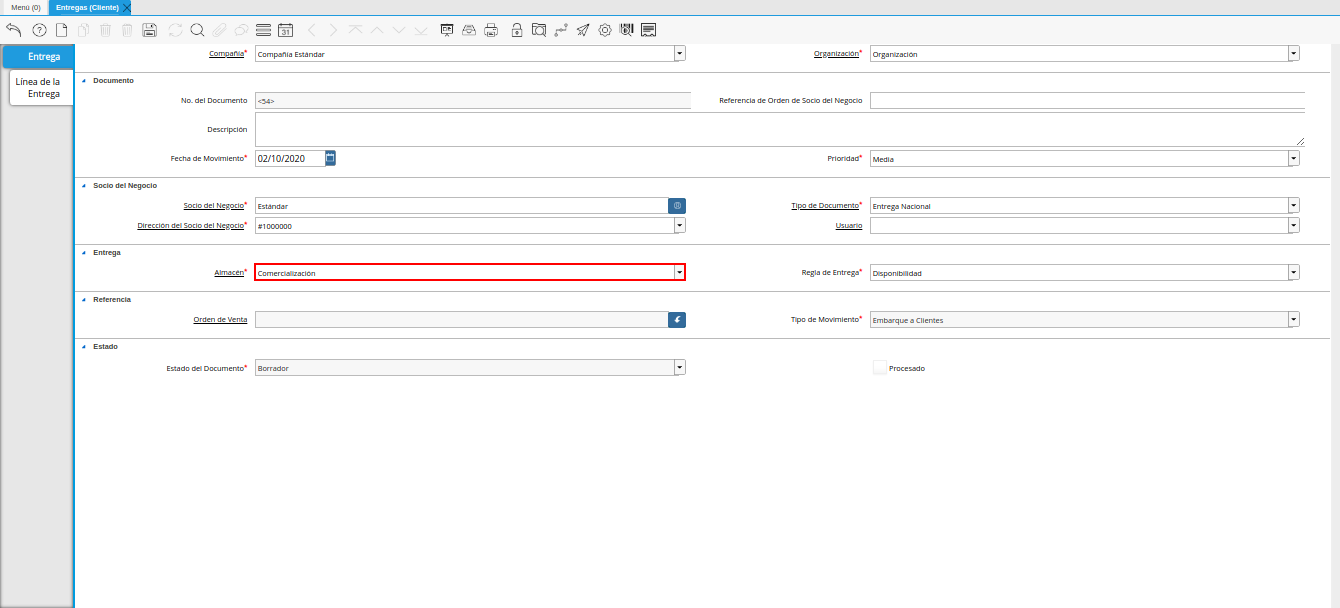 Menú (0) Entregas (Cliente)
31
Entrega
Línea de la
Entrega
Compañía* Compañía Estándar Organización* Organización
Documento
No. del Documento <54> Referencia de Orden de Socio del Negocio
Descripción
Fecha de Movimiento* 02/10/2020 Prioridad* Media
Socio del Negocio
Socio del Negocio* Estándar Tipo de Documento* Entrega Nacional
Dirección del Socio del Negocio* #1000000 Usuario
Entrega
Almacén* Comercialización Regla de Entrega* Disponibilidad
Referencia
Orden de Venta Tipo de Movimiento* Embarque a Clientes
Estado
Estado del Documento* Borrador Procesado